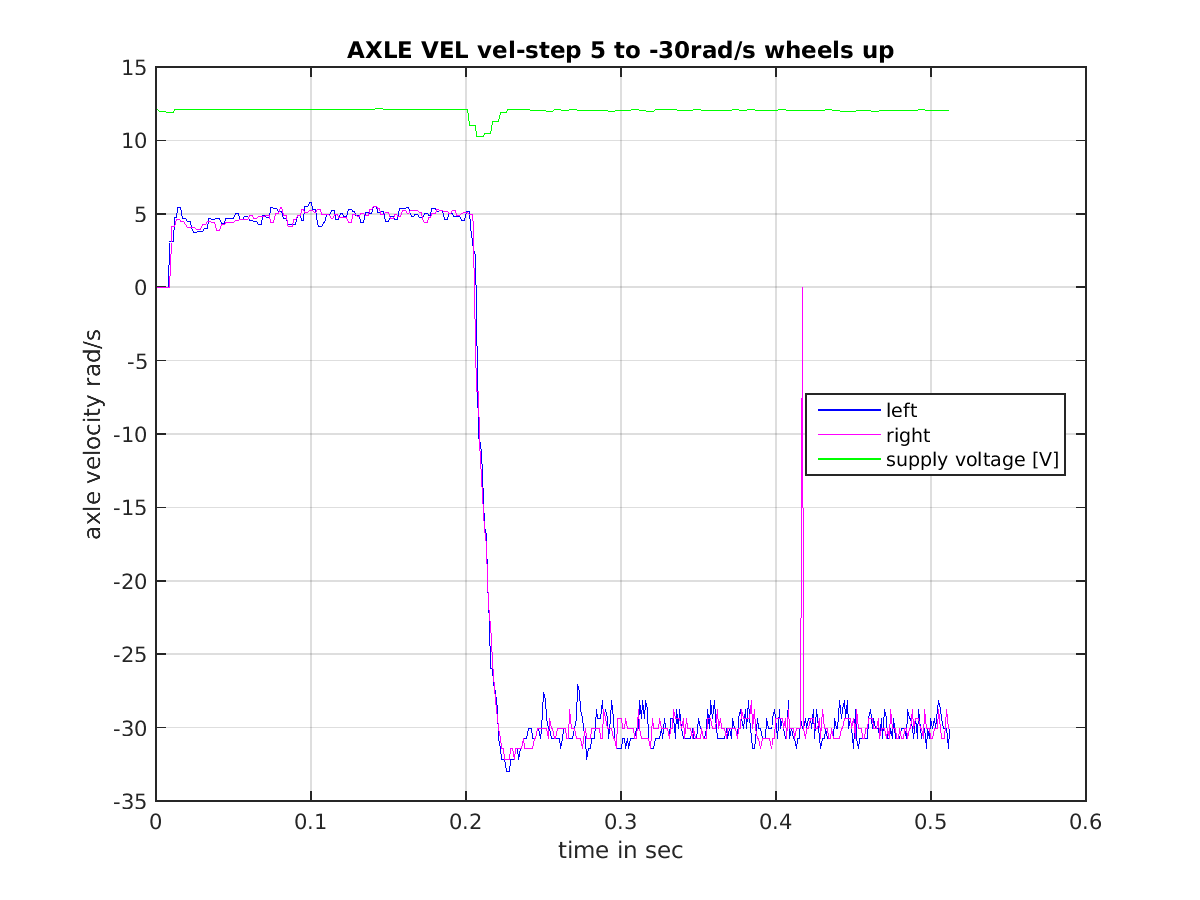 AXLE VEL vel-step 5 to -30rad/s wheels up
15
10
5
0
-5
-10
-15
-20
-25
-30
-35
axle velocity rad/s
left
right
supply voltage [V]
0 0.1 0.2 0.3 0.4 0.5 0.6
time in sec